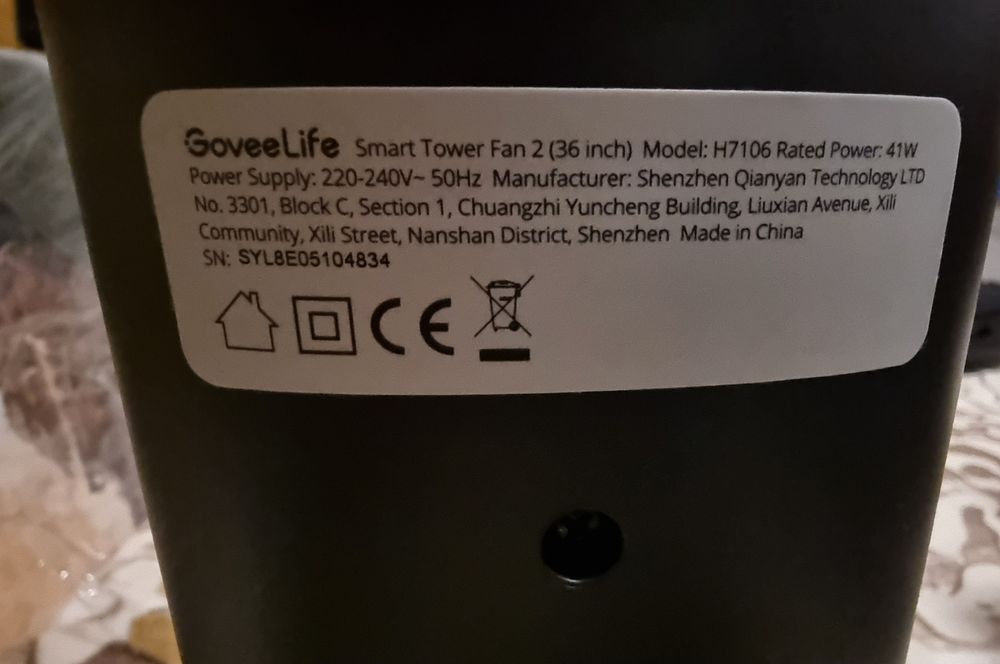 GoveeLife Smart Tower Fan 2 (36 inch) Model: H7106 Rated Power: 41W
Power Supply: 220-240V~ 50Hz Manufacturer: Shenzhen Qianyan Technology LTD
No. 3301, Block C, Section 1, Chuangzhi Yuncheng Building, Liuxian Avenue, Xili
Community, Xili Street, Nanshan District, Shenzhen Made in China
SN: SYL8E05104834
CE